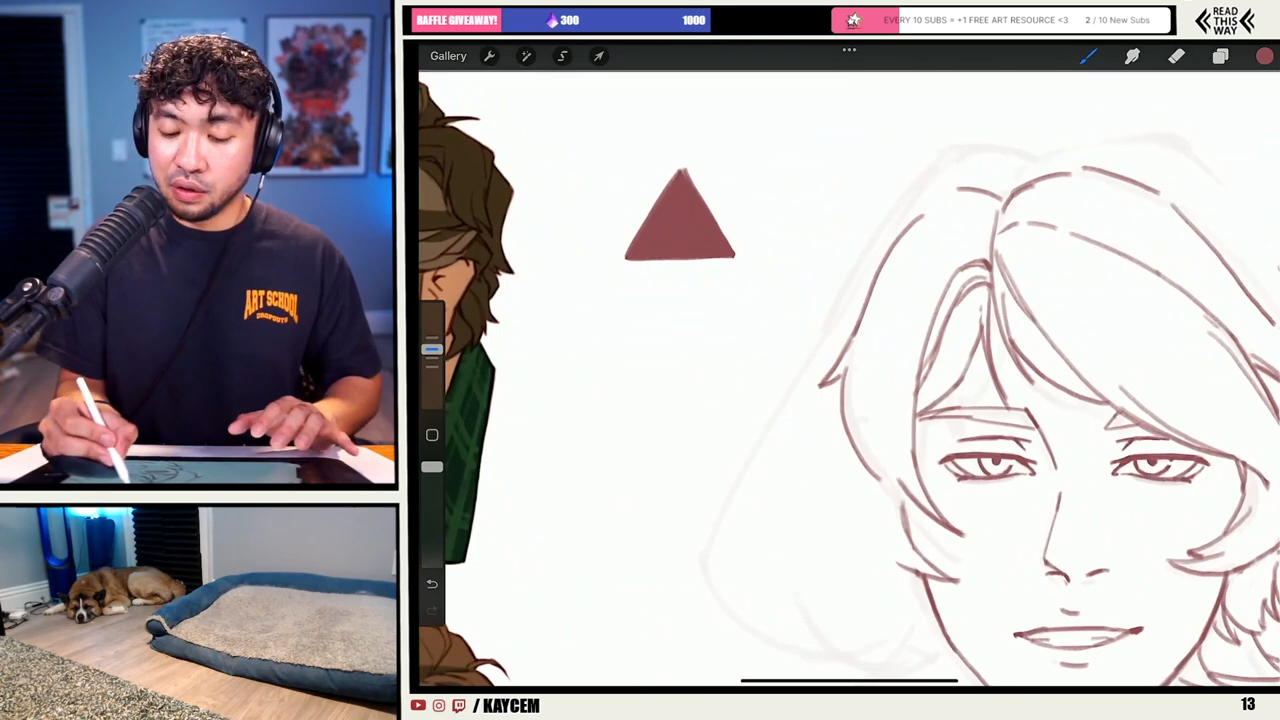 RAFFLE GIVEAWAY! 300 1000
EVERY 10 SUBS = +1 FREE ART RESOURCE <3 2 / 10 New Subs
READ
THIS
WAY
Gallery
ART SCHOOL
DROPOUTS
/ KAYCEM
13